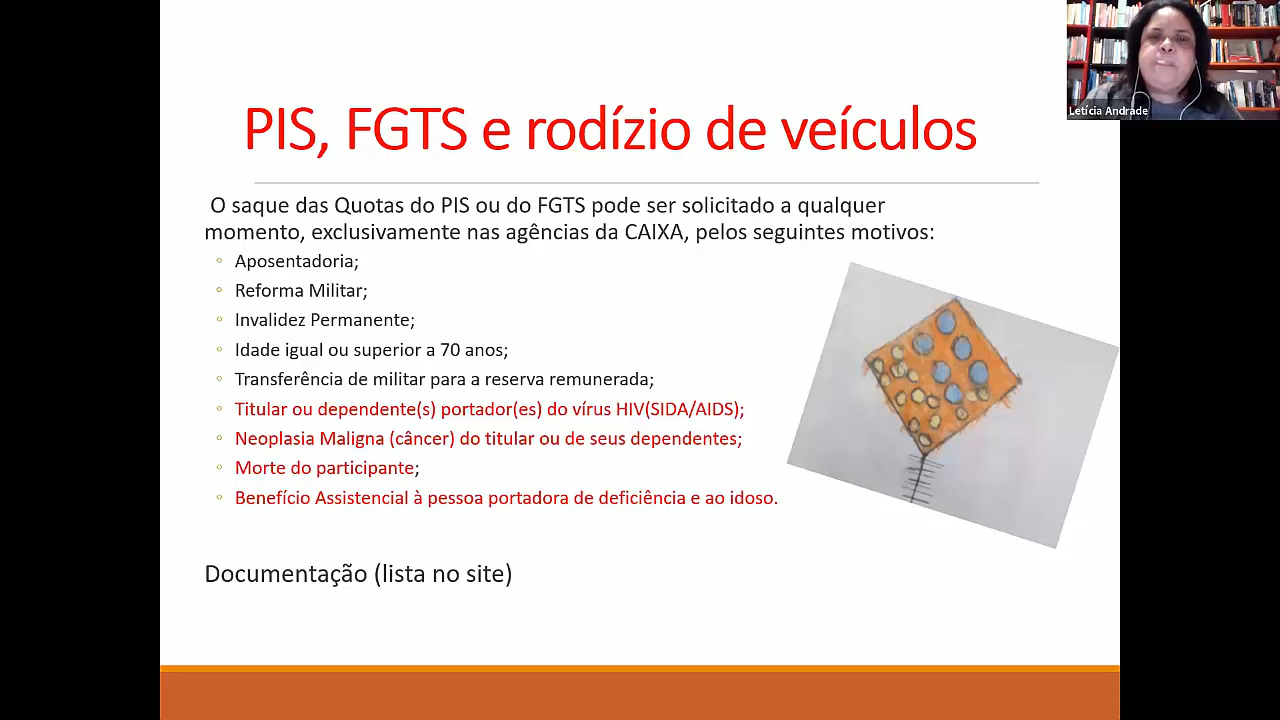 PIS, FGTS e rodízio de veículos
O saque das Quotas do PIS ou do FGTS pode ser solicitado a qualquer
momento, exclusivamente nas agências da CAIXA, pelos seguintes motivos:
Aposentadoria;
Reforma Militar;
Invalidez Permanente;
Idade igual ou superior a 70 anos;
Transferência de militar para a reserva remunerada;
Titular ou dependente(s) portador(es) do vírus HIV(SIDA/AIDS);
Neoplasia Maligna (câncer) do titular ou de seus dependentes;
Morte do participante;
Benefício Assistencial à pessoa portadora de deficiência e ao idoso.
Documentação (lista no site)
Letícia Andrade